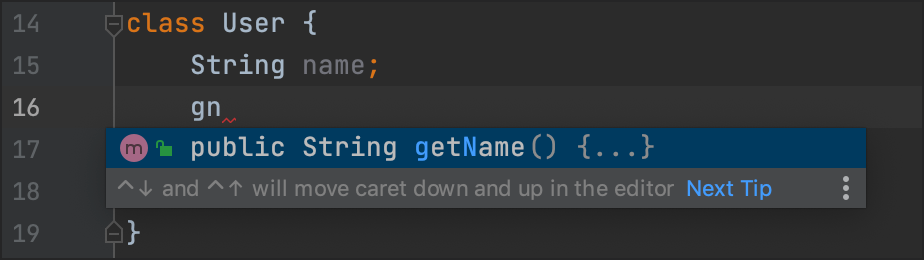 14 class User {
15 String name;
16 gn
17 m public String getName() {...}
18 ^↓ and ^↑ will move caret down and up in the editor Next Tip
19 }